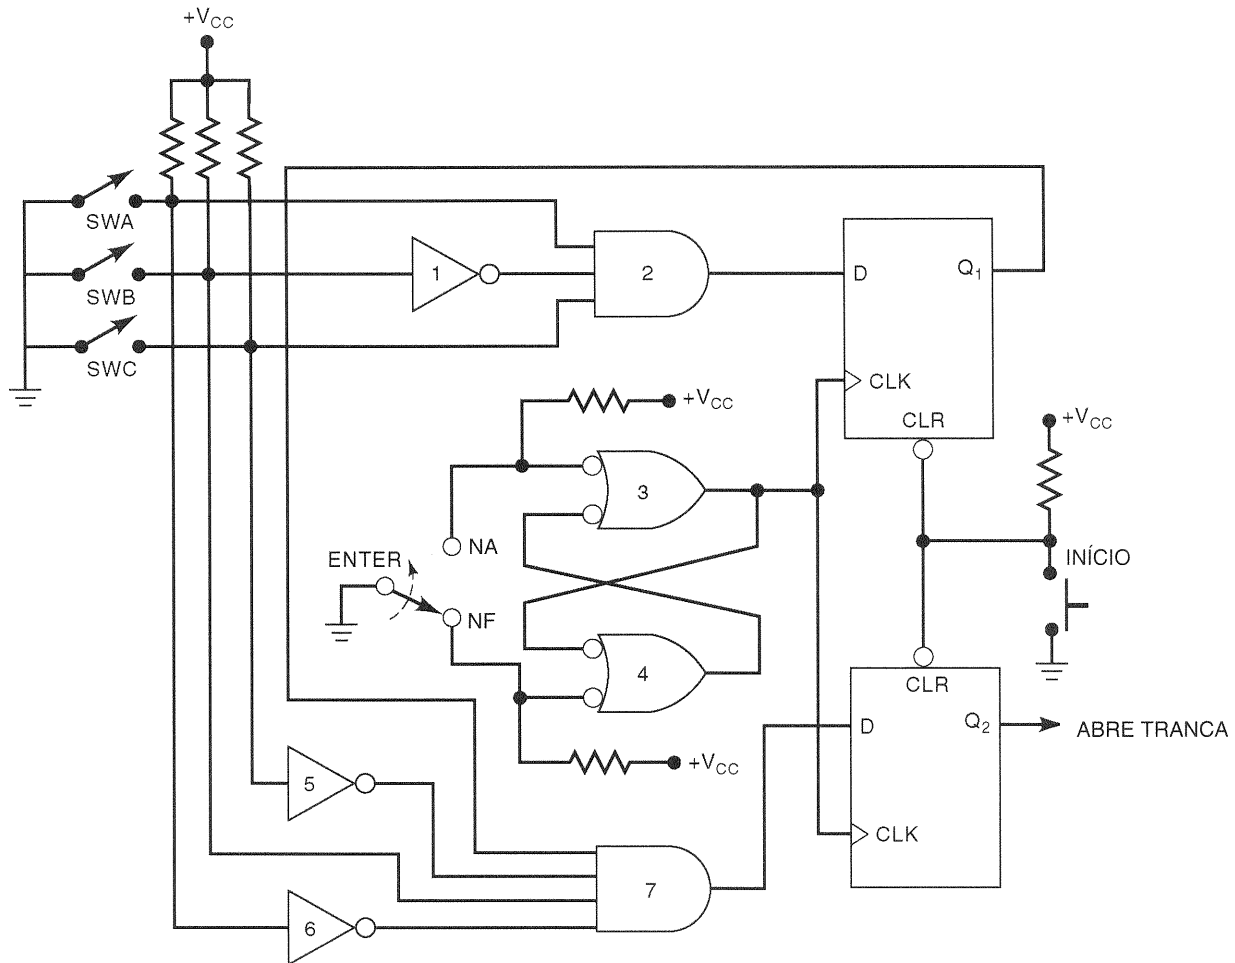 +VCC
SWA
SWB
SWC
1
2
D
Q1
CLK
CLR
+VCC
+VCC
3
NA
ENTER
NF
INÍCIO
4
CLR
D
Q2
ABRE TRANCA
+VCC
5
CLK
7
6